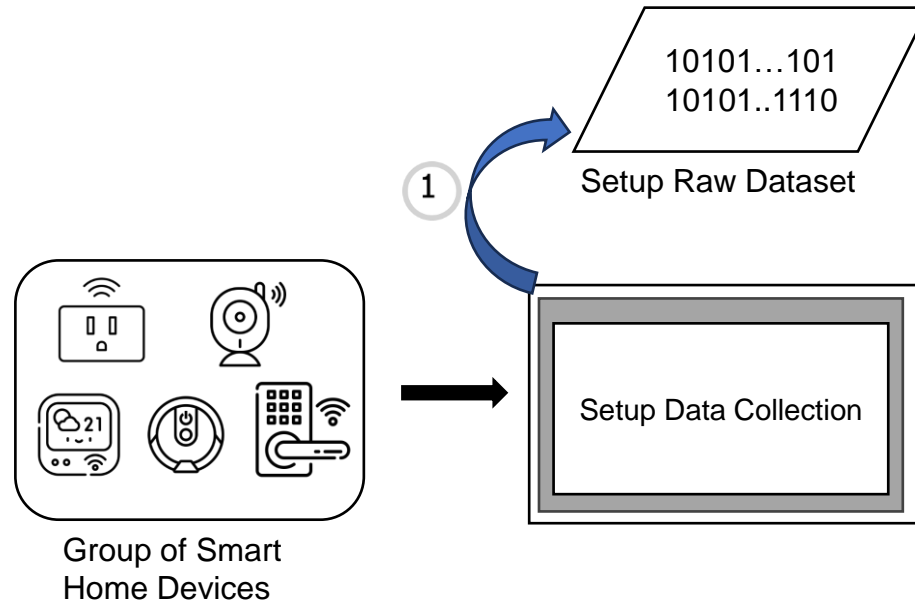 10101…101
10101..1110
Setup Raw Dataset
1
21
Setup Data Collection
Group of Smart
Home Devices